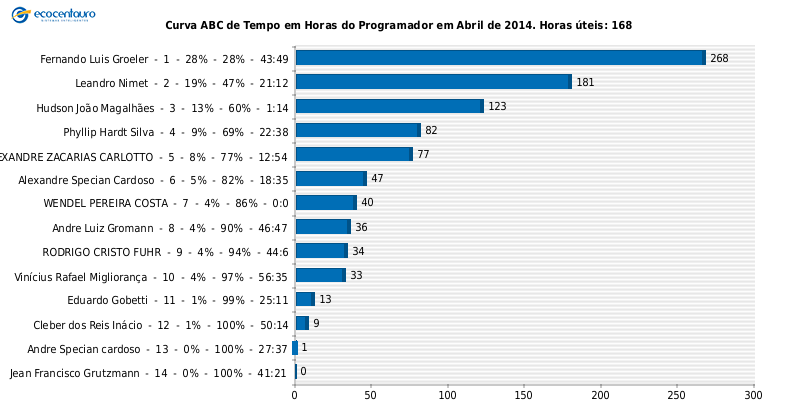 ecocentauro
Curva ABC de Tempo em Horas do Programador em Abril de 2014. Horas úteis: 168
Fernando Luis Groeler - 1 - 28% - 28% - 43:49 268
Leandro Nimet - 2 - 19% - 47% - 21:12 181
Hudson João Magalhães - 3 - 13% - 60% - 1:14 123
Phyllip Hardt Silva - 4 - 9% - 69% - 22:38 82
EXANDRE ZACARIAS CARLOTTO - 5 - 8% - 77% - 12:54 77
Alexandre Specian Cardoso - 6 - 5% - 82% - 18:35 47
WENDEL PEREIRA COSTA - 7 - 4% - 86% - 0:0 40
Andre Luiz Gromann - 8 - 4% - 90% - 46:47 36
RODRIGO CRISTO FUHR - 9 - 4% - 94% - 44:6 34
Vinícius Rafael Migliorança - 10 - 4% - 97% - 56:35 33
Eduardo Gobetti - 11 - 1% - 99% - 25:11 13
Cleber dos Reis Inácio - 12 - 1% - 100% - 50:14 9
Andre Specian cardoso - 13 - 0% - 100% - 27:37 1
Jean Francisco Grutzmann - 14 - 0% - 100% - 41:21 0
0 50 100 150 200 250 300